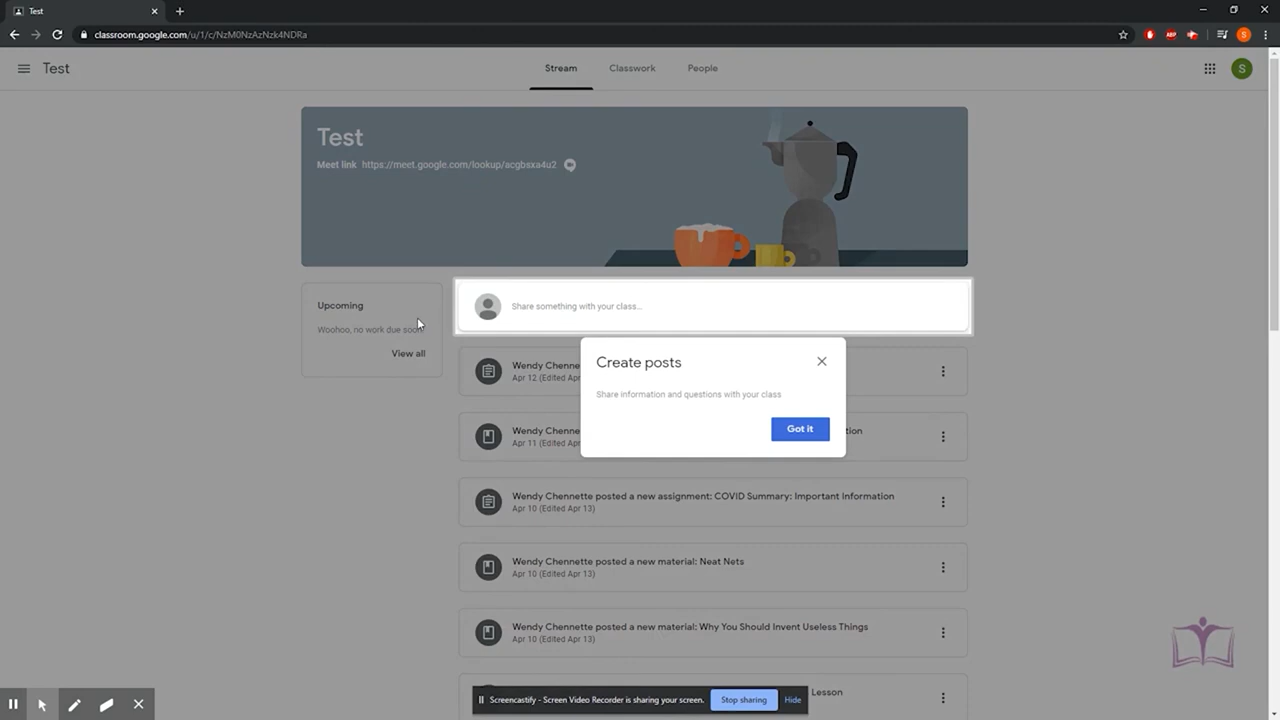 Test
classroom.google.com/u/1/c/NzM0NzAzNzk4NDRa
ABP
S
Test
Stream
Classwork
People
S
Test
Meet link https://meet.google.com/lookup/acgbsxa4u2
Upcoming
Woohoo, no work due soon!
View all
Share something with your class...
Wendy Chennette
Apr 12 (Edited Apr
Create posts
Share information and questions with your class
Got it
Wendy Chennette
Apr 11 (Edited Apr
tion
Wendy Chennette posted a new assignment: COVID Summary: Important Information
Apr 10 (Edited Apr 13)
Wendy Chennette posted a new material: Neat Nets
Apr 10 (Edited Apr 13)
Wendy Chennette posted a new material: Why You Should Invent Useless Things
Apr 10 (Edited Apr 13)
Lesson
Screencastify - Screen Video Recorder is sharing your screen.
Stop sharing
Hide